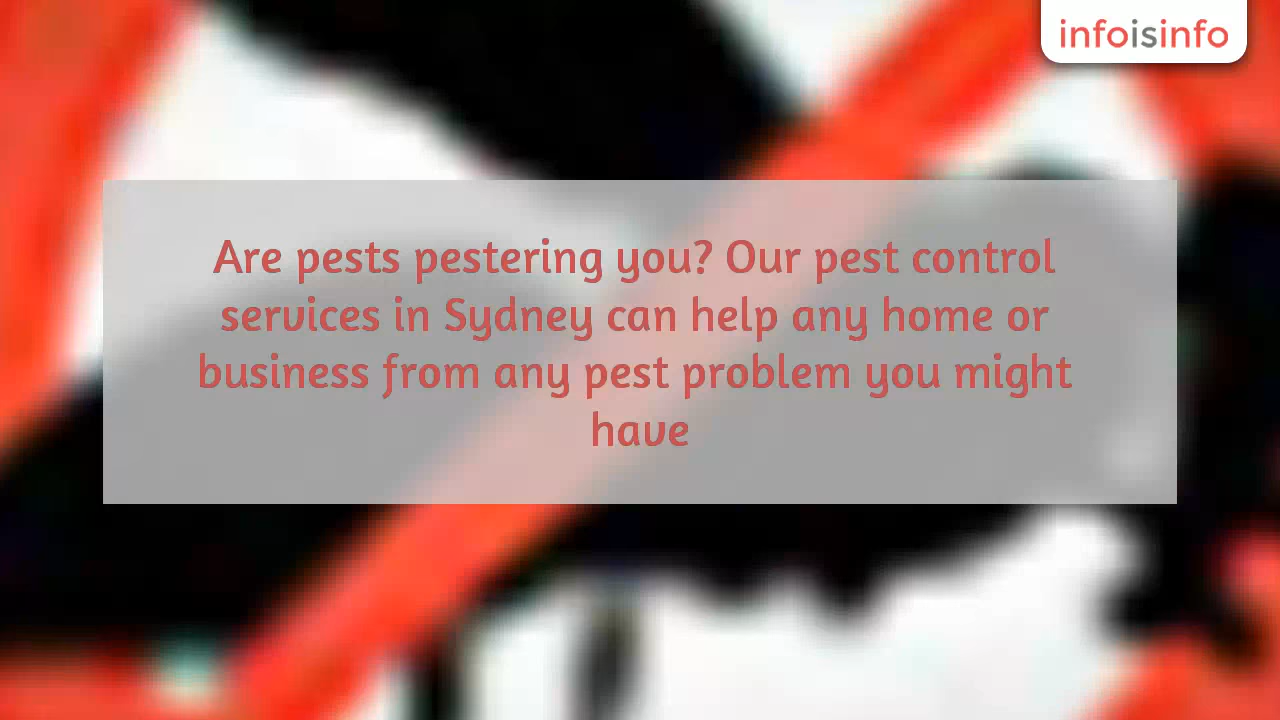 infoisinfo
Are pests pestering you? Our pest control
services in Sydney can help any home or
business from any pest problem you might
have